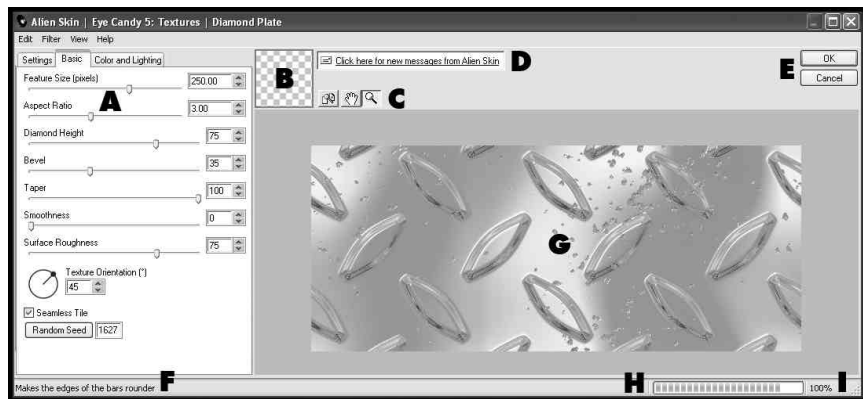 Alien Skin | Eye Candy 5: Textures | Diamond Plate
Edit Filter View Help
Settings Basic Color and Lighting
Feature Size (pixels)
250.00
A
Aspect Ratio
3.00
Diamond Height
75
Bevel
35
Taper
100
Smoothness
0
Surface Roughness
75
Texture Orientation (°)
45
Seamless Tile
Random Seed 1627
B
Click here for new messages from Alien Skin D
C
E
OK
Cancel
G
Makes the edges of the bars rounder F
H
100% I